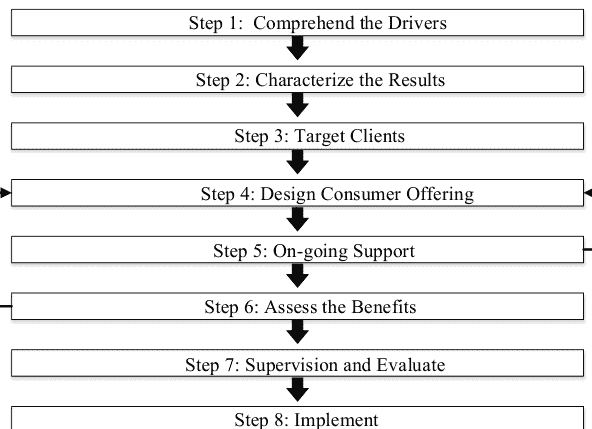 Step 1: Comprehend the Drivers
Step 2: Characterize the Results
Step 3: Target Clients
Step 4: Design Consumer Offering
Step 5: On-going Support
Step 6: Assess the Benefits
Step 7: Supervision and Evaluate
Step 8: Implement